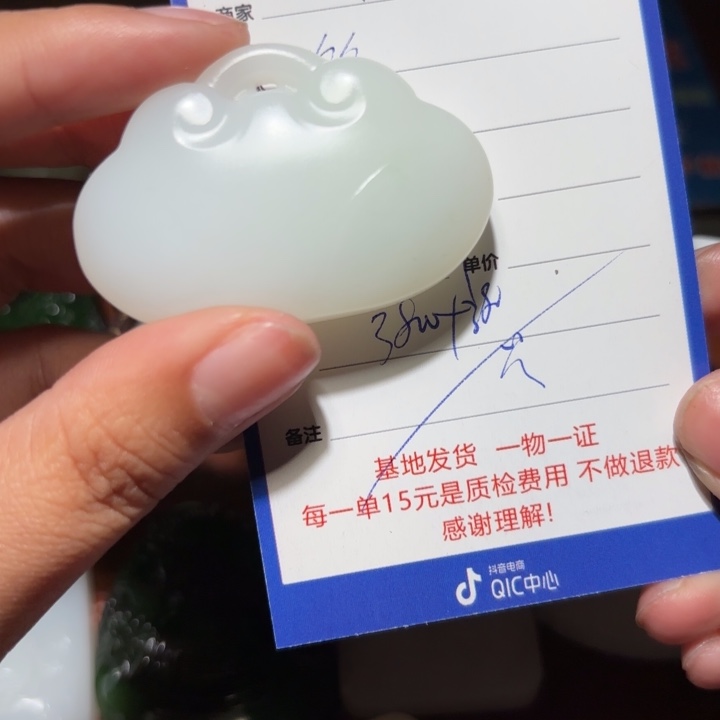 商家
单价
备注
基地发货 一物一证
每一单15元是质检费用 不做退款
感谢理解!
抖音电商
QIC中心